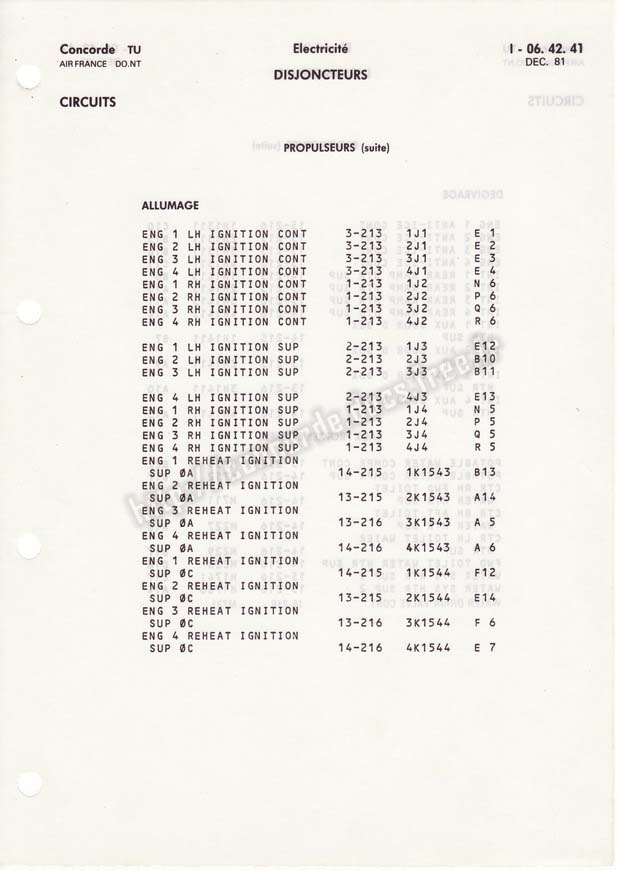 Concorde TU Electricité I - 06. 42. 41
AIR FRANCE DO.NT DISJONCTEURS DEC. 81
CIRCUITS
PROPULSEURS (suite)
ALLUMAGE
ENG 1 LH IGNITION CONT 3-213 1J1 E 1
ENG 2 LH IGNITION CONT 3-213 2J1 E 2
ENG 3 LH IGNITION CONT 3-213 3J1 E 3
ENG 4 LH IGNITION CONT 3-213 4J1 E 4
ENG 1 RH IGNITION CONT 1-213 1J2 N 6
ENG 2 RH IGNITION CONT 1-213 2J2 P 6
ENG 3 RH IGNITION CONT 1-213 3J2 Q 6
ENG 4 RH IGNITION CONT 1-213 4J2 R 6
ENG 1 LH IGNITION SUP 2-213 1J3 E12
ENG 2 LH IGNITION SUP 2-213 2J3 B10
ENG 3 LH IGNITION SUP 2-213 3J3 B11
ENG 4 LH IGNITION SUP 2-213 4J3 E13
ENG 1 RH IGNITION SUP 1-213 1J4 N 5
ENG 2 RH IGNITION SUP 1-213 2J4 P 5
ENG 3 RH IGNITION SUP 1-213 3J4 Q 5
ENG 4 RH IGNITION SUP 1-213 4J4 R 5
ENG 1 REHEAT IGNITION
SUP ØA 14-215 1K1543 B13
ENG 2 REHEAT IGNITION
SUP ØA 13-215 2K1543 A14
ENG 3 REHEAT IGNITION
SUP ØA 13-216 3K1543 A 5
ENG 4 REHEAT IGNITION
SUP ØA 14-216 4K1543 A 6
ENG 1 REHEAT IGNITION
SUP ØC 14-215 1K1544 F12
ENG 2 REHEAT IGNITION
SUP ØC 13-215 2K1544 E14
ENG 3 REHEAT IGNITION
SUP ØC 13-216 3K1544 F 6
ENG 4 REHEAT IGNITION
SUP ØC 14-216 4K1544 E 7